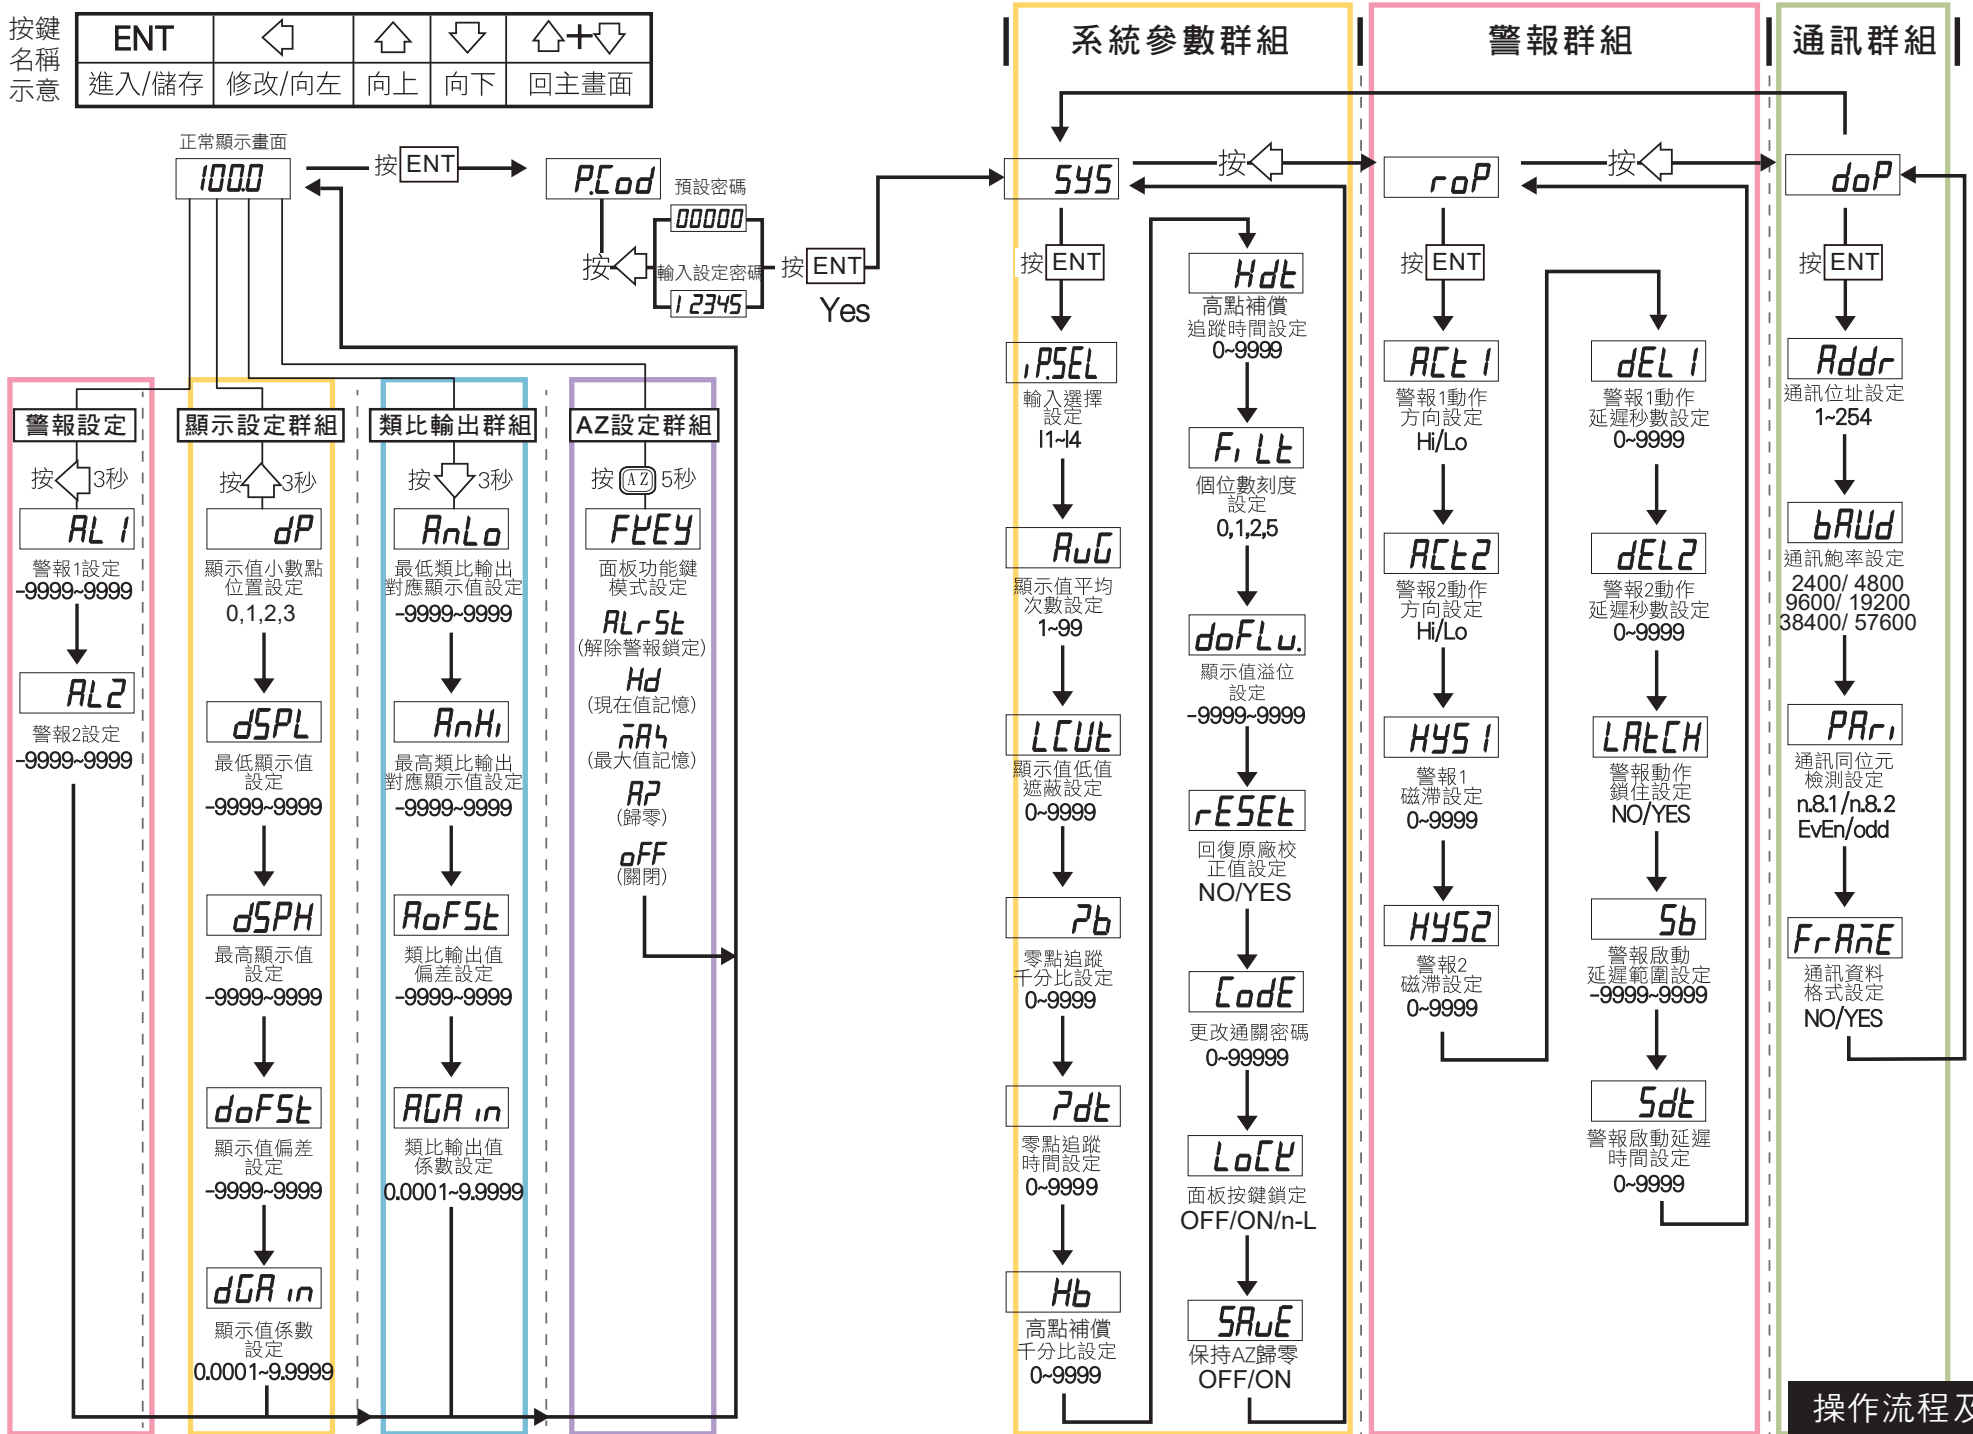 按鍵
名稱
示意
ENT
進入/儲存
修改/向左
向上
向下
+
回主畫面
正常顯示畫面
100.0
按 ENT
P.Cod
預設密碼
00000
按
輸入設定密碼
12345
按 ENT
Yes
警報設定
按 3秒
AL1
警報1設定
-9999~9999
AL2
警報2設定
-9999~9999
顯示設定群組
按 3秒
dP
顯示值小數點
位置設定
0,1,2,3
dSPL
最低顯示值
設定
-9999~9999
dSPH
最高顯示值
設定
-9999~9999
doFSt
顯示值偏差
設定
-9999~9999
dGAin
顯示值係數
設定
0.0001~9.9999
類比輸出群組
按 3秒
AnLo
最低類比輸出
對應顯示值設定
-9999~9999
AnHi
最高類比輸出
對應顯示值設定
-9999~9999
AoFSt
類比輸出值
偏差設定
-9999~9999
AGAin
類比輸出值
係數設定
0.0001~9.9999
AZ設定群組
按 AZ 5秒
FKEY
面板功能鍵
模式設定
ALrSt
(解除警報鎖定)
Hd
(現在值記憶)
mAh
(最大值記憶)
AZ
(歸零)
oFF
(關閉)
系統參數群組
SYS
按
按 ENT
iPSEL
輸入選擇
設定
I1~I4
AvG
顯示值平均
次數設定
1~99
LCUt
顯示值低值
遮蔽設定
0~9999
Zb
零點追蹤
千分比設定
0~9999
Zdt
零點追蹤
時間設定
0~9999
Hb
高點補償
千分比設定
0~9999
Hdt
高點補償
追蹤時間設定
0~9999
FiLt
個位數刻度
設定
0,1,2,5
doFLv.
顯示值溢位
設定
-9999~9999
rESEt
回復原廠校
正值設定
NO/YES
CodE
更改通關密碼
0~99999
LoCK
面板按鍵鎖定
OFF/ON/n-L
SAvE
保持AZ歸零
OFF/ON
警報群組
roP
按
按 ENT
ACt1
警報1動作
方向設定
Hi/Lo
ACt2
警報2動作
方向設定
Hi/Lo
HYS1
警報1
磁滯設定
0~9999
HYS2
警報2
磁滯設定
0~9999
dEL1
警報1動作
延遲秒數設定
0~9999
dEL2
警報2動作
延遲秒數設定
0~9999
LAtCH
警報動作
鎖住設定
NO/YES
Sb
警報啟動
延遲範圍設定
-9999~9999
Sdt
警報啟動延遲
時間設定
0~9999
通訊群組
doP
按 ENT
Addr
通訊位址設定
1~254
bAUd
通訊鮑率設定
2400/ 4800
9600/ 19200
38400/ 57600
PAri
通訊同位元
檢測設定
n.8.1/n.8.2
EvEn/odd
FrAmE
通訊資料
格式設定
NO/YES
操作流程及